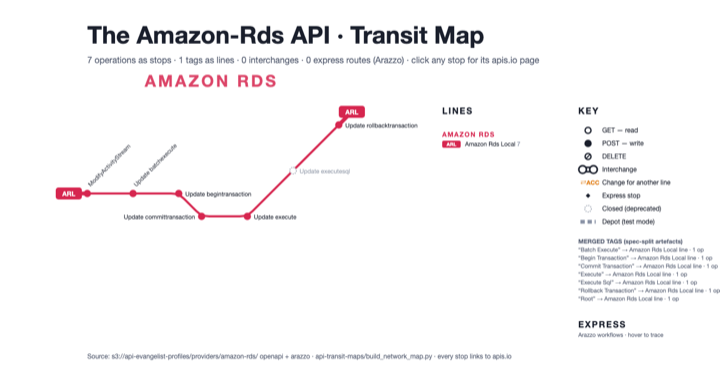 The Amazon-Rds API · Transit Map
7 operations as stops · 1 tags as lines · 0 interchanges · 0 express routes (Arazzo) · click any stop for its apis.io page
AMAZON RDS
ARL
ModifyActivityStream
Update batchexecute
Update begintransaction
Update committransaction
Update execute
Update executesql
Update rollbacktransaction
ARL
LINES
AMAZON RDS
ARL Amazon Rds Local 7
KEY
GET — read
POST — write
DELETE
Interchange
Change for another line
Express stop
Closed (deprecated)
Depot (test mode)
MERGED TAGS (spec-split artefacts)
"Batch Execute" → Amazon Rds Local line · 1 op
"Begin Transaction" → Amazon Rds Local line · 1 op
"Commit Transaction" → Amazon Rds Local line · 1 op
"Execute" → Amazon Rds Local line · 1 op
"Execute Sql" → Amazon Rds Local line · 1 op
"Rollback Transaction" → Amazon Rds Local line · 1 op
"Root" → Amazon Rds Local line · 1 op
EXPRESS
Arazzo workflows · hover to trace
Source: s3://api-evangelist-profiles/providers/amazon-rds/ openapi + arazzo · api-transit-maps/build_network_map.py · every stop links to apis.io